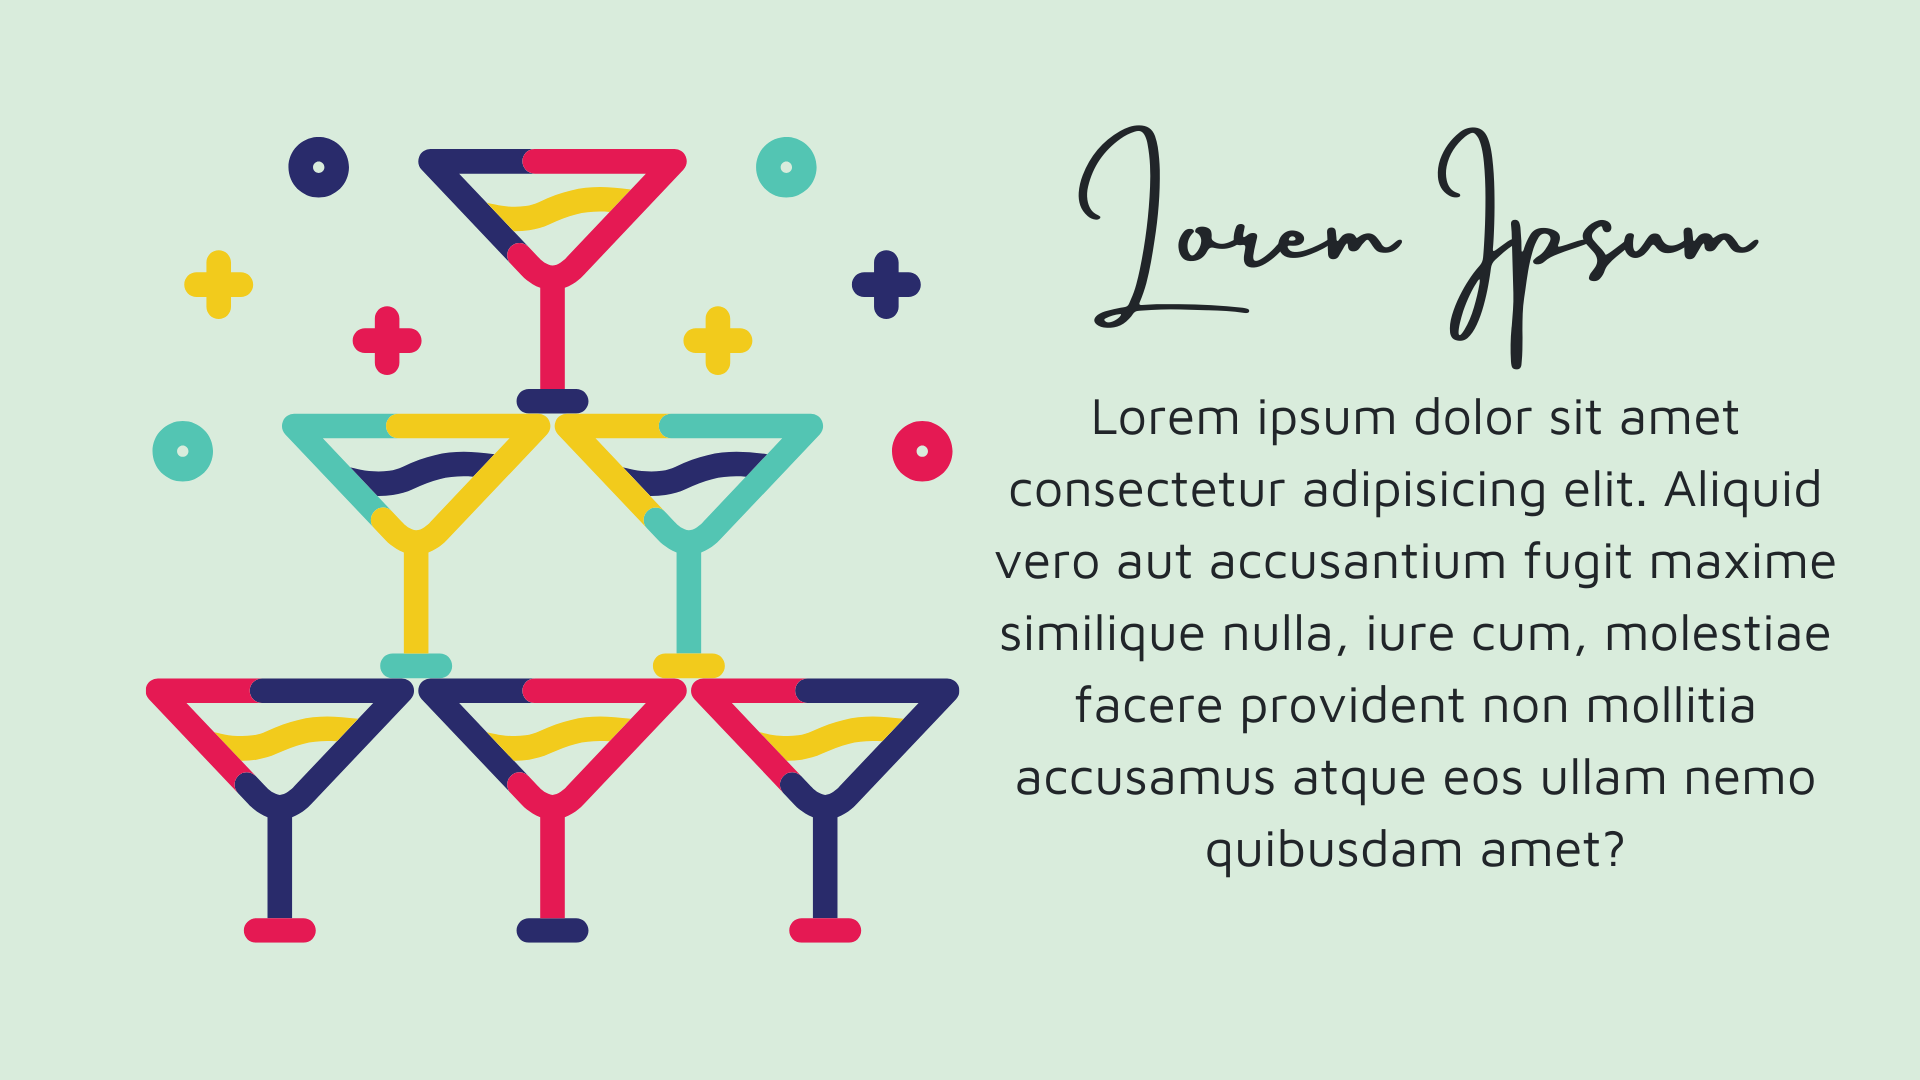 Lorem Ipsum
Lorem ipsum dolor sit amet
consectetur adipisicing elit. Aliquid
vero aut accusantium fugit maxime
similique nulla, iure cum, molestiae
facere provident non mollitia
accusamus atque eos ullam nemo
quibusdam amet?